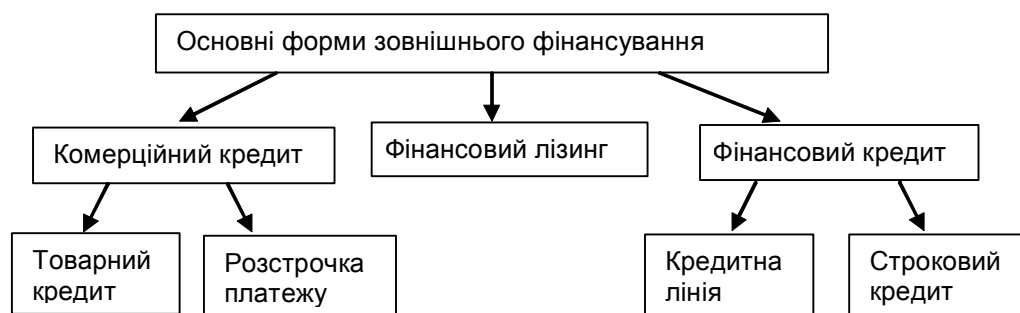 Основні форми зовнішнього фінансування
Комерційний кредит
Фінансовий лізинг
Фінансовий кредит
Товарний
кредит
Розстрочка
платежу
Кредитна
лінія
Строковий
кредит